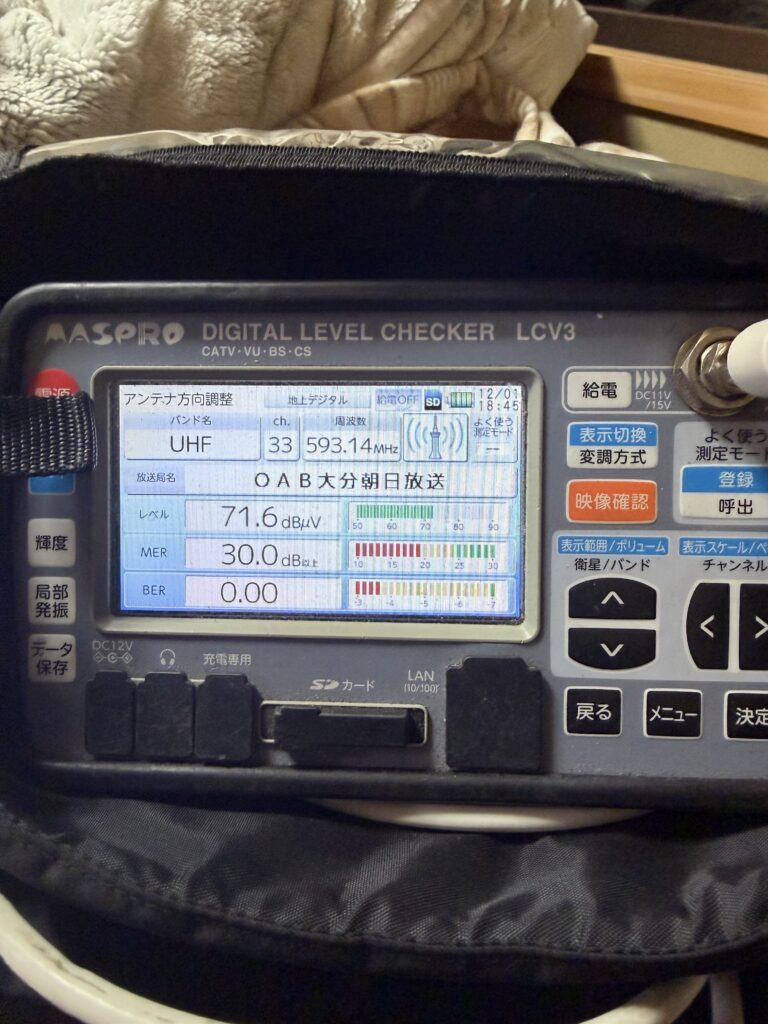 MASPRO DIGITAL LEVEL CHECKER LCV3
CATV・VU・BS・CS
電源
輝度
局部
発振
データ
保存
アンテナ方向調整 地上デジタル 給電OFF SD 12/01
18:45
バンド名 ch. 周波数 よく使う
測定モード
UHF 33 593.14MHz --
放送局名 OAB大分朝日放送
レベル 71.6dBμV
50 60 70 80 90
MER 30.0dB以上
10 15 20 25 30
BER 0.00
-3 -4 -5 -6 -7
給電 DC11V
/15V
表示切換
変調方式
よく使う
測定モード
登録
呼出
映像確認
表示範囲/ボリューム
衛星/バンド
表示スケール/
チャンネル
戻る
メニュー
決定
DC12V
充電専用
SDカード
LAN
(10/100)